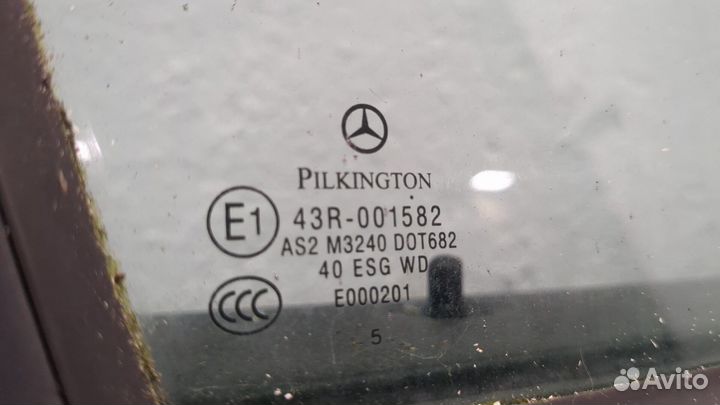 PILKINGTON
E1 43R-001582
AS2 M3240 DOT682
40 ESG WD
CCC E000201
5
Avito